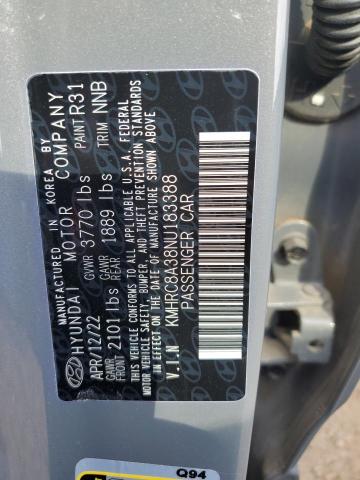 MANUFACTURED IN KOREA BY
HYUNDAI MOTOR COMPANY
APR/12/22 GVWR 3770 lbs PAINT R31
GAWR FRONT 2101 lbs GAWR REAR 1889 lbs TRIM NNB
THIS VEHICLE CONFORMS TO ALL APPLICABLE U.S.A. FEDERAL
MOTOR VEHICLE SAFETY, BUMPER, AND THEFT PREVENTION STANDARDS
IN EFFECT ON THE DATE OF MANUFACTURE SHOWN ABOVE.
V.I.N KMHRC8A38NU183388
PASSENGER CAR
Q94